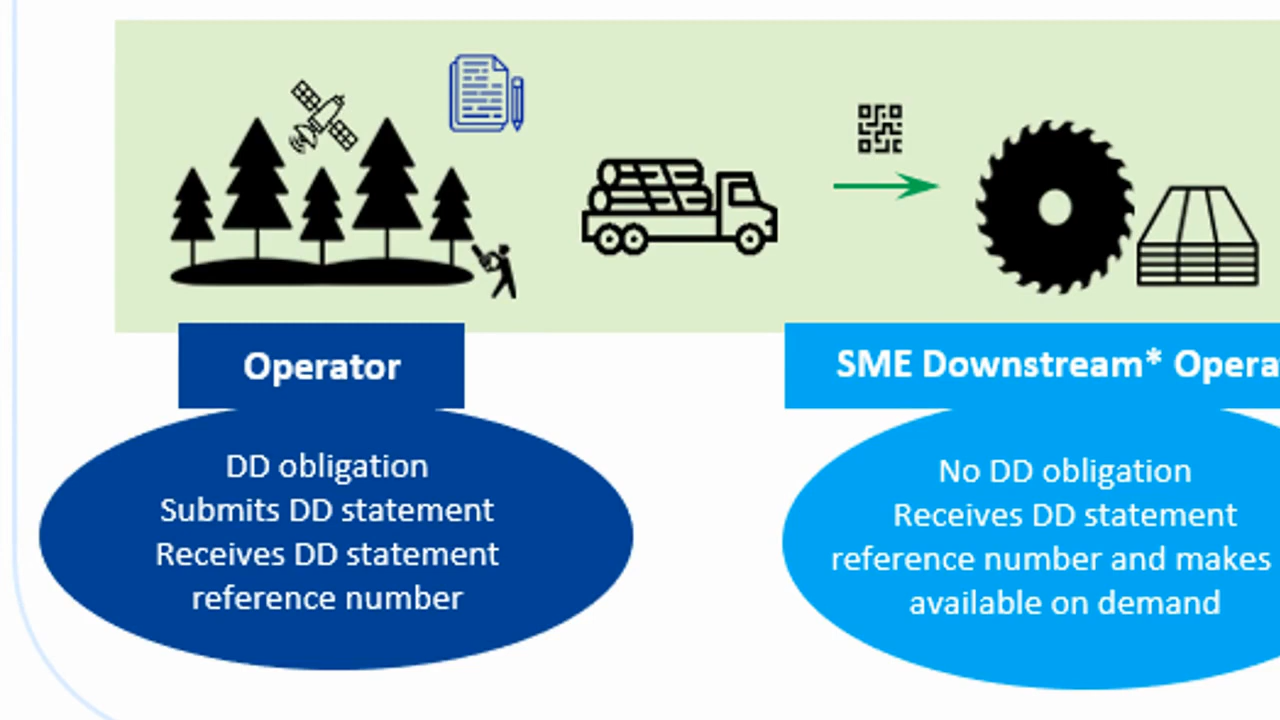 Operator
DD obligation
Submits DD statement
Receives DD statement
reference number
SME Downstream*
No DD obligation
Receives DD statement
reference number and makes
available on demand